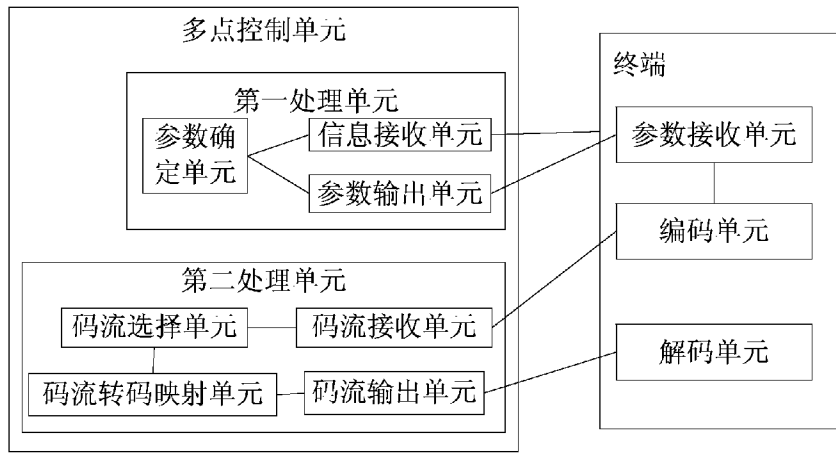 多点控制单元
第一处理单元
参数确
定单元
信息接收单元
参数输出单元
第二处理单元
码流选择单元
码流接收单元
码流转码映射单元
码流输出单元
终端
参数接收单元
编码单元
解码单元